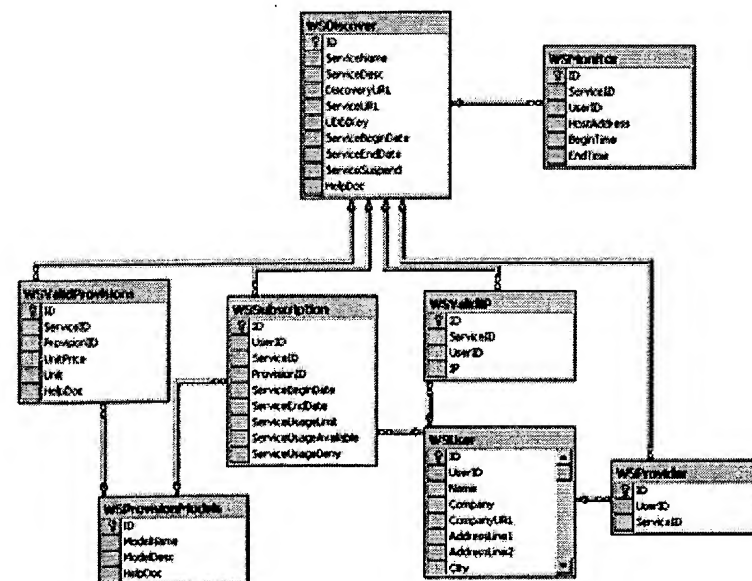 WSDiscover
ID
ServiceName
ServiceDesc
DiscoveryURL
ServiceURL
UDDIKey
ServiceBeginDate
ServiceEndDate
ServiceSuspend
HelpDoc
WSMonitor
ID
ServiceID
UserID
HostAddress
BeginTime
EndTime
WSValidProvisions
ID
ServiceID
ProvisionID
UnitPrice
Unit
HelpDoc
WSSubscription
ID
UserID
ServiceID
ProvisionID
ServiceBeginDate
ServiceEndDate
ServiceUsageLimit
ServiceUsageAvailable
ServiceUsageDeny
WSValidIP
ID
ServiceID
UserID
IP
WSUser
ID
UserID
Name
Company
CompanyURL
AddressLine1
AddressLine2
City
WSProvider
ID
UserID
ServiceID
WSProvisionModels
ID
ModelName
ModelDesc
HelpDoc